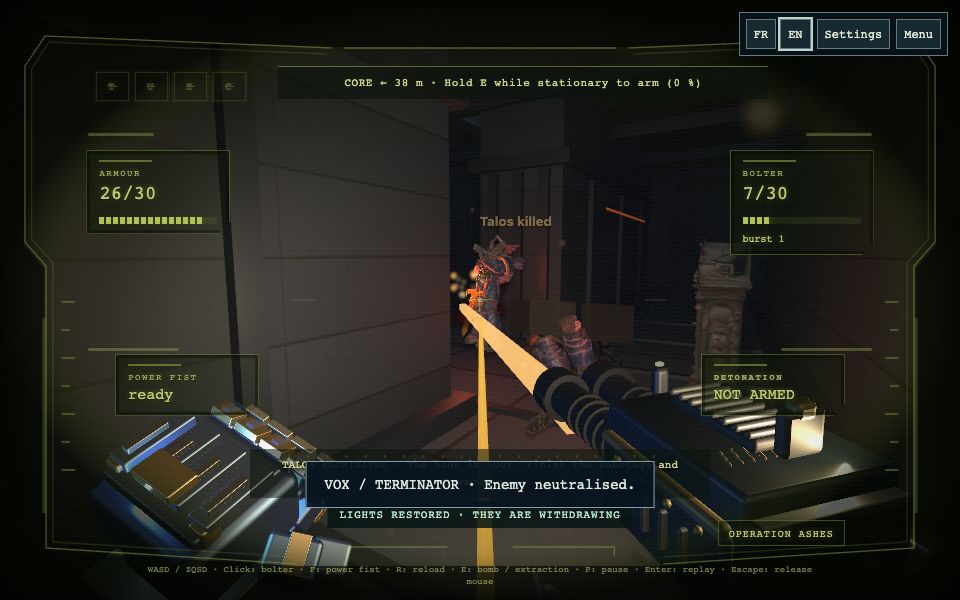 FR EN Settings Menu
CORE ← 38 m · Hold E while stationary to arm (0 %)
ARMOUR
26/30
BOLTER
7/30
burst 1
Talos killed
POWER FIST
ready
DETONATION
NOT ARMED
TALOS ELIMINATED The hunt is over. Finish the sabotage and
VOX / TERMINATOR · Enemy neutralised.
LIGHTS RESTORED · THEY ARE WITHDRAWING
OPERATION ASHES
WASD / ZQSD · Click: bolter · F: power fist · R: reload · E: bomb / extraction · P: pause · Enter: replay · Escape: release
mouse